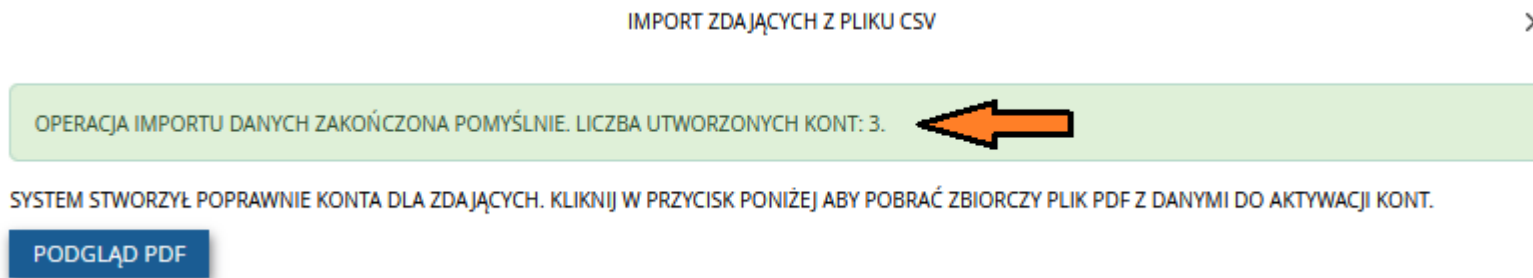 IMPORT ZDAJĄCYCH Z PLIKU CSV
OPERACJA IMPORTU DANYCH ZAKOŃCZONA POMYŚLNIE. LICZBA UTWORZONYCH KONT: 3.
SYSTEM STWORZYŁ POPRAWNIE KONTA DLA ZDAJĄCYCH. KLIKNIJ W PRZYCISK PONIŻEJ ABY POBRAĆ ZBIORCZY PLIK PDF Z DANYMI DO AKTYWACJI KONT.
PODGLĄD PDF